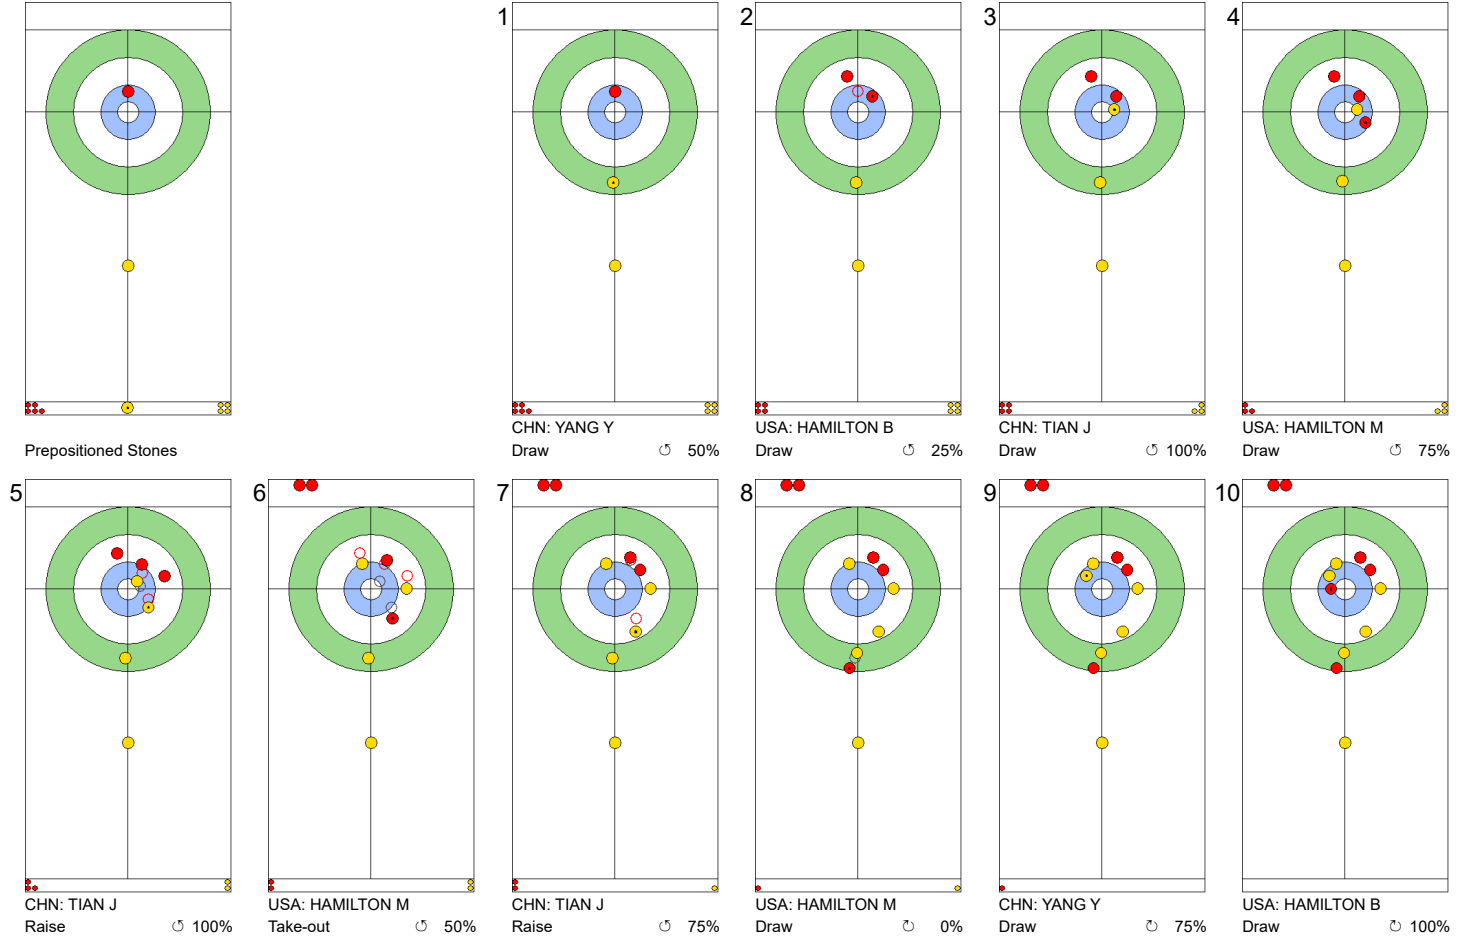 1
2
3
4
Prepositioned Stones
CHN: YANG Y
Draw ↺ 50%
USA: HAMILTON B
Draw ↺ 25%
CHN: TIAN J
Draw ↺ 100%
USA: HAMILTON M
Draw ↺ 75%
5
6
7
8
9
10
CHN: TIAN J
Raise ↺ 100%
USA: HAMILTON M
Take-out ↺ 50%
CHN: TIAN J
Raise ↺ 75%
USA: HAMILTON M
Draw ↻ 0%
CHN: YANG Y
Draw ↻ 75%
USA: HAMILTON B
Draw ↻ 100%